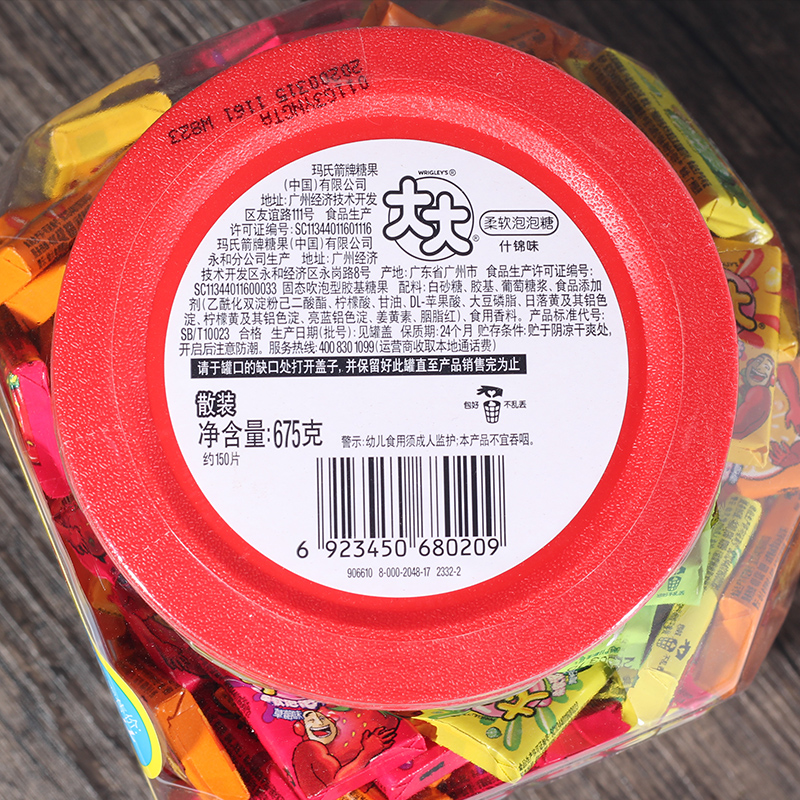 20200315 1161 W823
01163YNGTA
玛氏箭牌糖果
(中国)有限公司
地址:广州经济技术开发
区友谊路111号 食品生产
许可证编号:SC11344011601116
玛氏箭牌糖果(中国)有限公司
永和分公司生产 地址:广州经济
技术开发区永和经济区永岗路8号 产地:广东省广州市 食品生产许可证编号:
SC11344011600033 固态吹泡型胶基糖果 配料:白砂糖、胶基、葡萄糖浆、食品添加
剂(乙酰化双淀粉己二酸酯、柠檬酸、甘油、DL-苹果酸、大豆磷脂、日落黄及其铝色
淀、柠檬黄及其铝色淀、亮蓝铝色淀、姜黄素、胭脂红)、食用香料。产品标准代号:
SB/T10023 合格 生产日期(批号):见罐盖 保质期:24个月 贮存条件:贮于阴凉干爽处,
开启后注意防潮。服务热线:400 830 1099(运营商收取本地通话费)
WRIGLEY'S®
大大®
柔软泡泡糖
什锦味
请于罐口的缺口处打开盖子,并保留好此罐直至产品销售完为止
散装
净含量:675克
约150片
包好 不乱丢
警示:幼儿食用须成人监护;本产品不宜吞咽。
6 923450 680209
906610 8-000-2048-17 2332-2